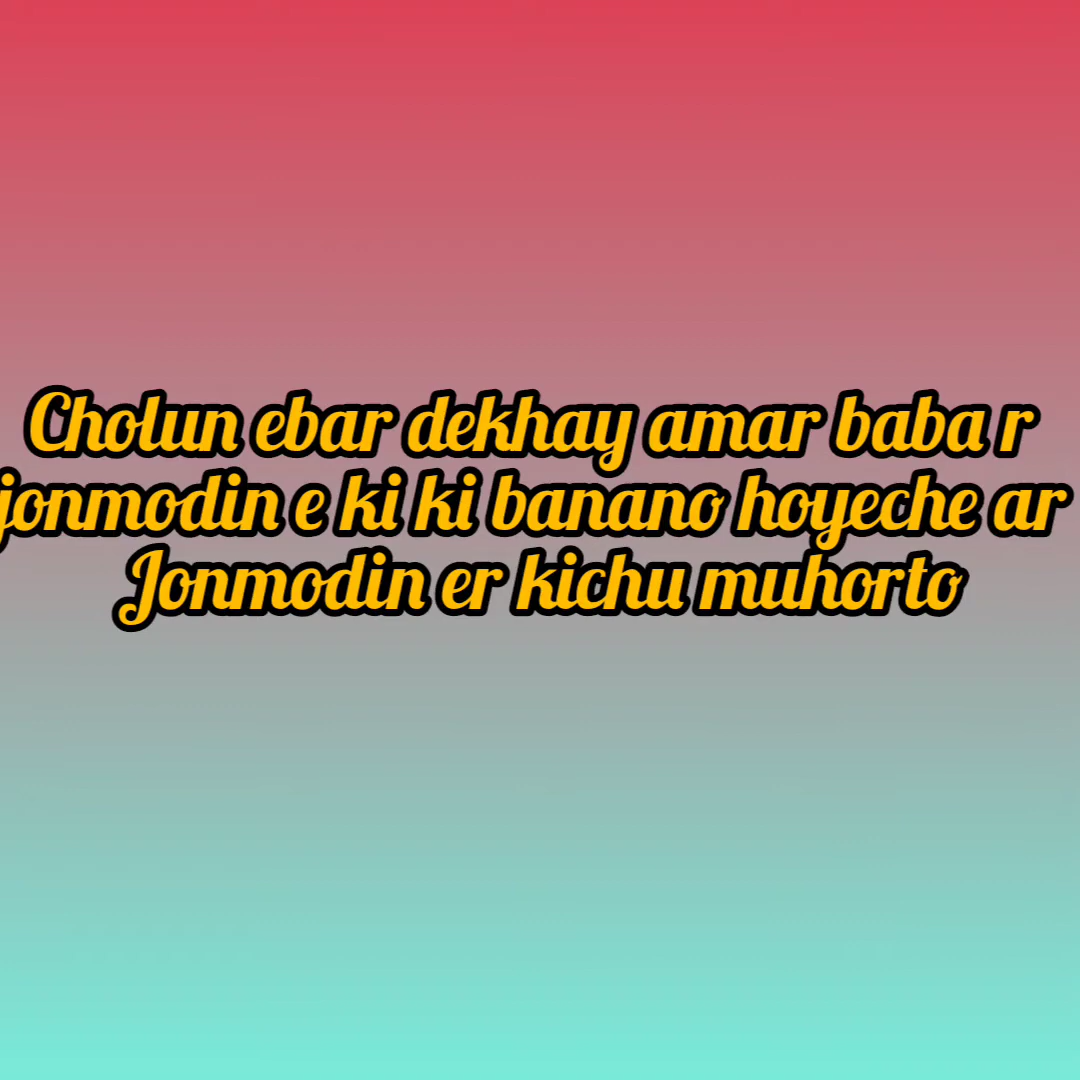 Cholun ebar dekhay amar baba r
jonmodin e ki ki banano hoyeche ar
Jonmodin er kichu muhorto